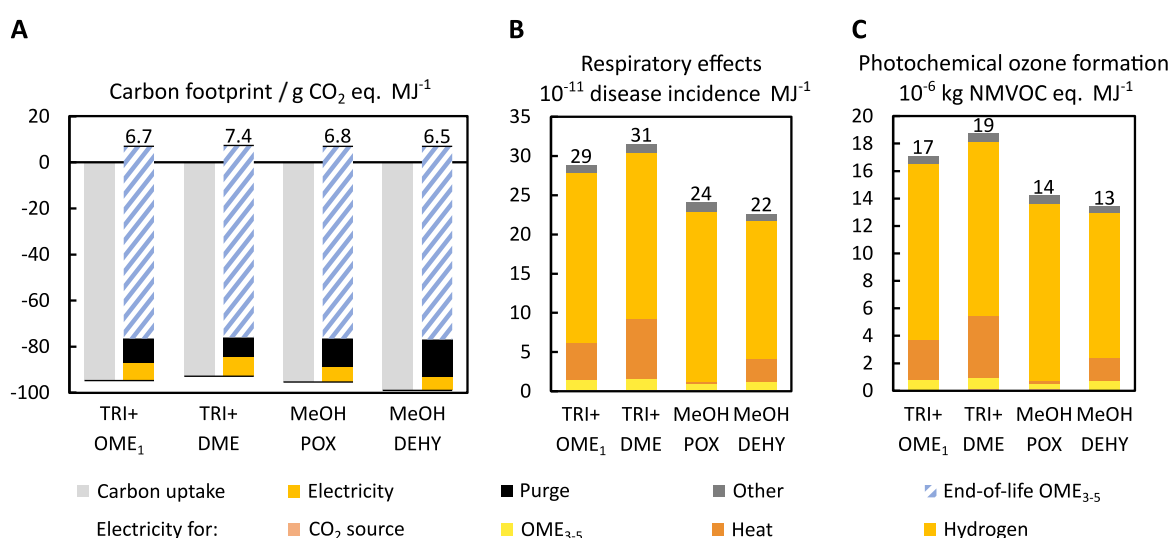 A
Carbon footprint / g CO₂ eq. MJ⁻¹
20
0
-20
-40
-60
-80
-100
6.7
7.4
6.8
6.5
TRI+ TRI+ MeOH MeOH
OME₁ DME POX DEHY
B
Respiratory effects
10⁻¹¹ disease incidence MJ⁻¹
35
30
25
20
15
10
5
0
29
31
24
22
TRI+ TRI+ MeOH MeOH
OME₁ DME POX DEHY
C
Photochemical ozone formation
10⁻⁶ kg NMVOC eq. MJ⁻¹
20
18
16
14
12
10
8
6
4
2
0
17
19
14
13
TRI+ TRI+ MeOH MeOH
OME₁ DME POX DEHY
Carbon uptake Electricity Purge Other End-of-life OME₃₋₅
Electricity for: CO₂ source OME₃₋₅ Heat Hydrogen